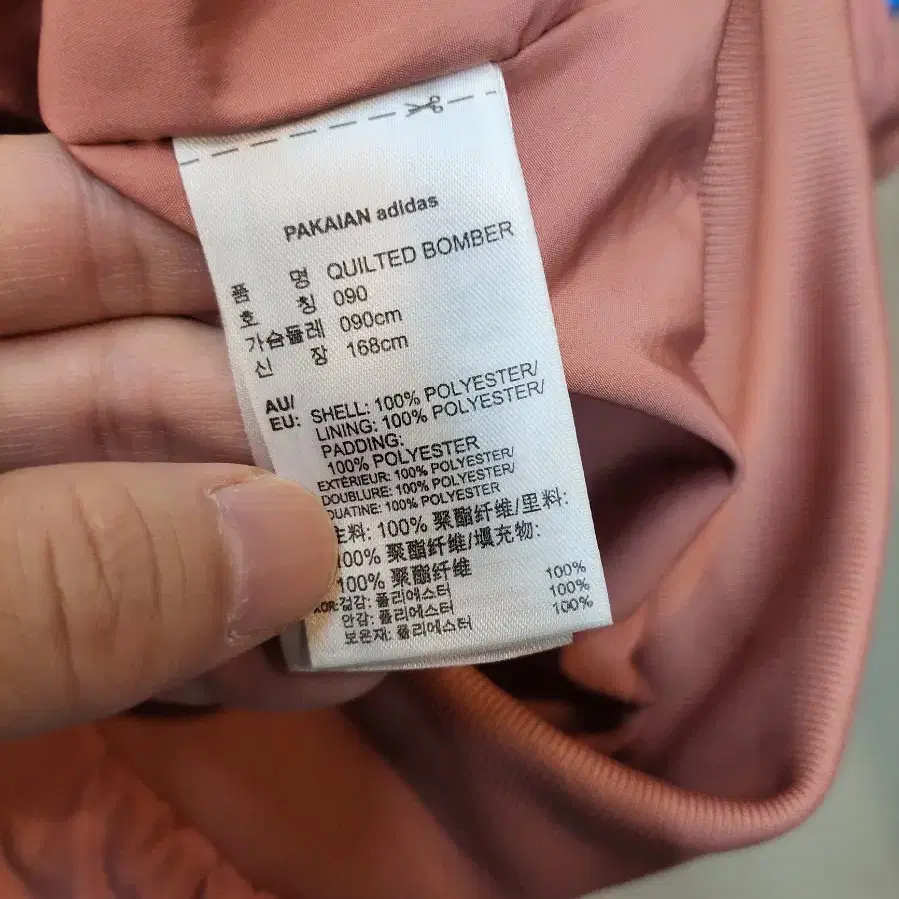 PAKAIAN adidas
품 명 QUILTED BOMBER
호 칭 090
가슴둘레 090cm
신 장 168cm
AU/ EU: SHELL: 100% POLYESTER/
LINING: 100% POLYESTER/
PADDING:
100% POLYESTER
EXTÉRIEUR: 100% POLYESTER/
DOUBLURE: 100% POLYESTER/
OUATINE: 100% POLYESTER
主料: 100% 聚酯纤维/里料:
100% 聚酯纤维/填充物:
100% 聚酯纤维
KOR: 겉감: 폴리에스터 100%
안감: 폴리에스터 100%
보온재: 폴리에스터 100%